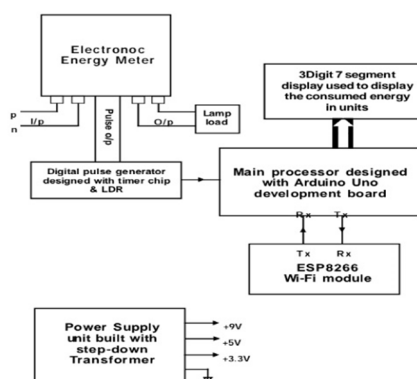 Electronoc
Energy Meter
3Digit 7 segment
display used to display
the consumed energy
in units
p
n
I/p
Pulse o/p
O/p
Lamp
load
Digital pulse generator
designed with timer chip
& LDR
Main processor designed
with Arduino Uno
development board
Rx Tx
Tx Rx
ESP8266
Wi-Fi module
Power Supply
unit built with
step-down
Transformer
+9V
+5V
+3.3V